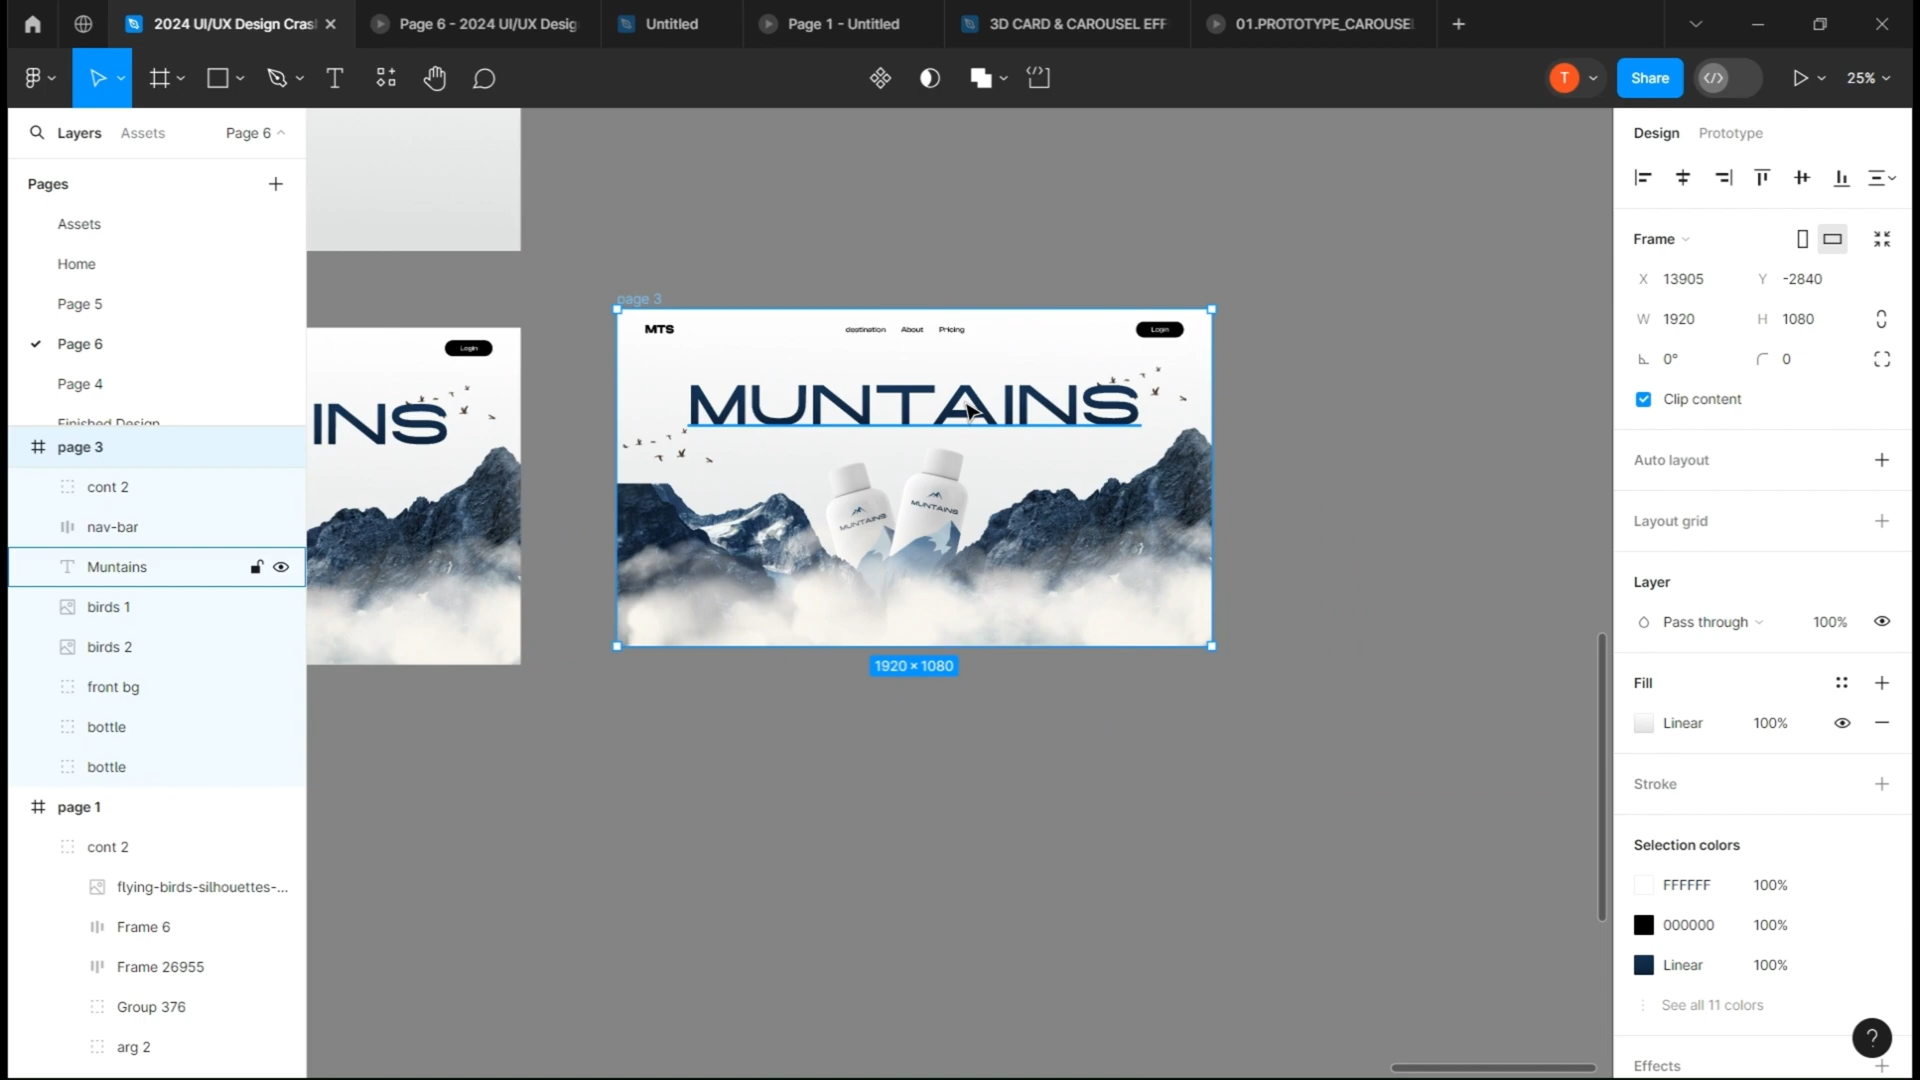 2024 UI/UX Design Cras
Page 6 - 2024 UI/UX Desig
Untitled
Page 1 - Untitled
3D CARD & CAROUSEL EFF
01.PROTOTYPE_CAROUSE
T
Share
25%
Layers
Assets
Page 6
Pages
Assets
Home
Page 5
Page 6
Page 4
Finished Design
page 3
cont 2
nav-bar
Muntains
birds 1
birds 2
front bg
bottle
bottle
page 1
cont 2
flying-birds-silhouettes-...
Frame 6
Frame 26955
Group 376
arg 2
Login
INS
page 3
MTS
destination
About
Pricing
Login
MUNTAINS
MUNTAINS
MUNTAINS
1920 × 1080
Design
Prototype
Frame
X 13905
Y -2840
W 1920
H 1080
0°
0
Clip content
Auto layout
Layout grid
Layer
Pass through
100%
Fill
Linear
100%
Stroke
Selection colors
FFFFFF
100%
000000
100%
Linear
100%
See all 11 colors
Effects
?